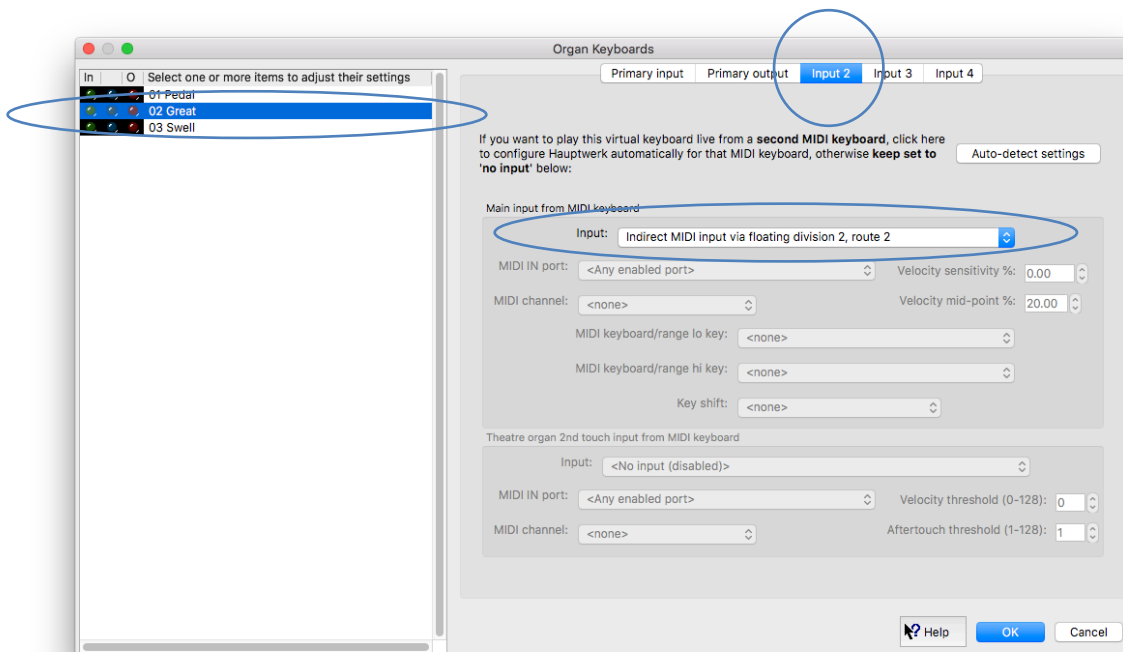 Organ Keyboards
In O Select one or more items to adjust their settings
01 Pedal
02 Great
03 Swell
Primary input Primary output Input 2 Input 3 Input 4
If you want to play this virtual keyboard live from a second MIDI keyboard, click here
to configure Hauptwerk automatically for that MIDI keyboard, otherwise keep set to
'no input' below:
Auto-detect settings
Main input from MIDI keyboard
Input: Indirect MIDI input via floating division 2, route 2
MIDI IN port: <Any enabled port> Velocity sensitivity %: 0.00
MIDI channel: <none> Velocity mid-point %: 20.00
MIDI keyboard/range lo key: <none>
MIDI keyboard/range hi key: <none>
Key shift: <none>
Theatre organ 2nd touch input from MIDI keyboard
Input: <No input (disabled)>
MIDI IN port: <Any enabled port> Velocity threshold (0-128): 0
MIDI channel: <none> Aftertouch threshold (1-128): 1
? Help OK Cancel